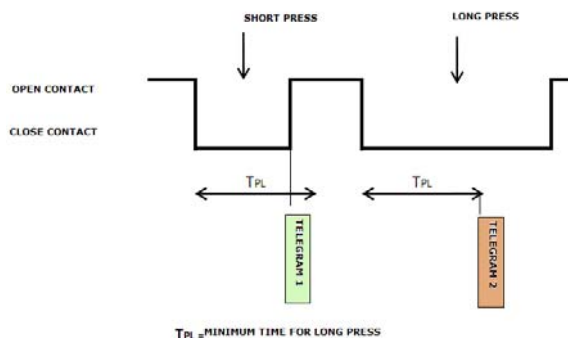 SHORT PRESS
LONG PRESS
OPEN CONTACT
CLOSE CONTACT
TPL
TPL
TELEGRAM 1
TELEGRAM 2
TPL =MINIMUM TIME FOR LONG PRESS